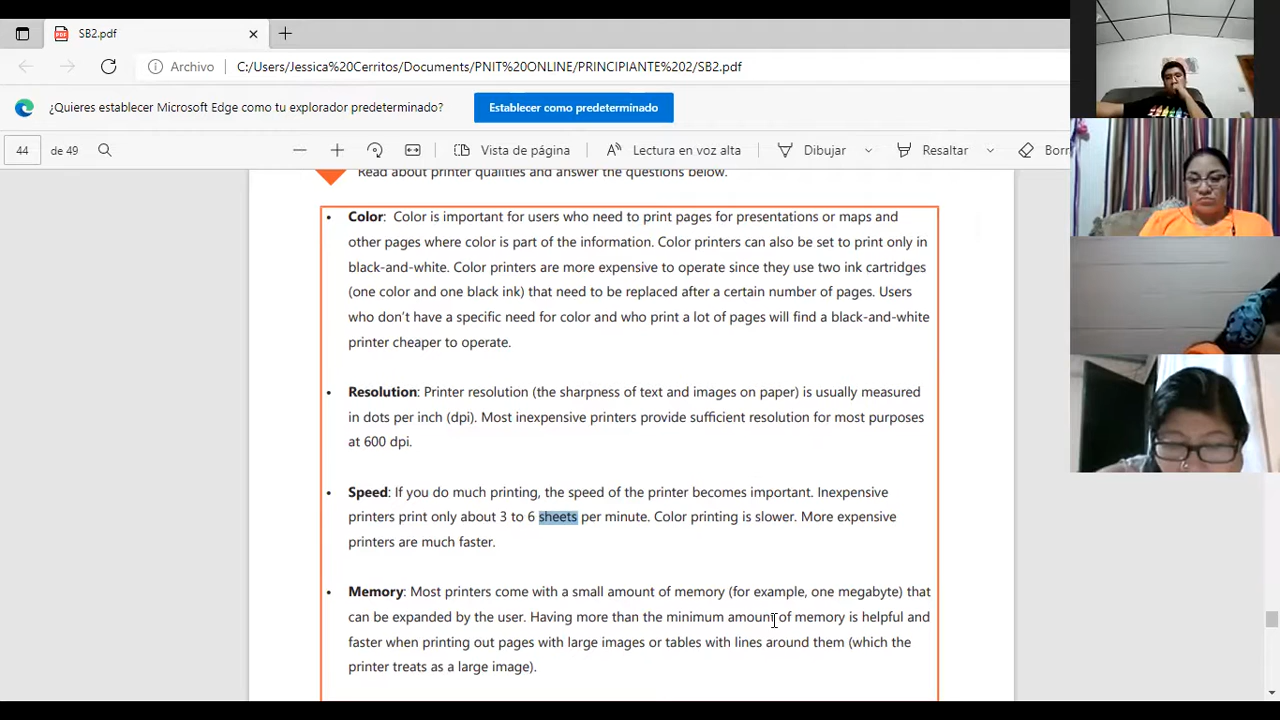 SB2.pdf
Archivo C:/Users/Jessica%20Cerritos/Documents/PNIT%20ONLINE/PRINCIPIANTE%202/SB2.pdf
¿Quieres establecer Microsoft Edge como tu explorador predeterminado? Establecer como predeterminado
44 de 49 Vista de página Lectura en voz alta Dibujar Resaltar Borr
Read about printer qualities and answer the questions below.
• Color: Color is important for users who need to print pages for presentations or maps and
other pages where color is part of the information. Color printers can also be set to print only in
black-and-white. Color printers are more expensive to operate since they use two ink cartridges
(one color and one black ink) that need to be replaced after a certain number of pages. Users
who don't have a specific need for color and who print a lot of pages will find a black-and-white
printer cheaper to operate.
• Resolution: Printer resolution (the sharpness of text and images on paper) is usually measured
in dots per inch (dpi). Most inexpensive printers provide sufficient resolution for most purposes
at 600 dpi.
• Speed: If you do much printing, the speed of the printer becomes important. Inexpensive
printers print only about 3 to 6 sheets per minute. Color printing is slower. More expensive
printers are much faster.
• Memory: Most printers come with a small amount of memory (for example, one megabyte) that
can be expanded by the user. Having more than the minimum amount of memory is helpful and
faster when printing out pages with large images or tables with lines around them (which the
printer treats as a large image).